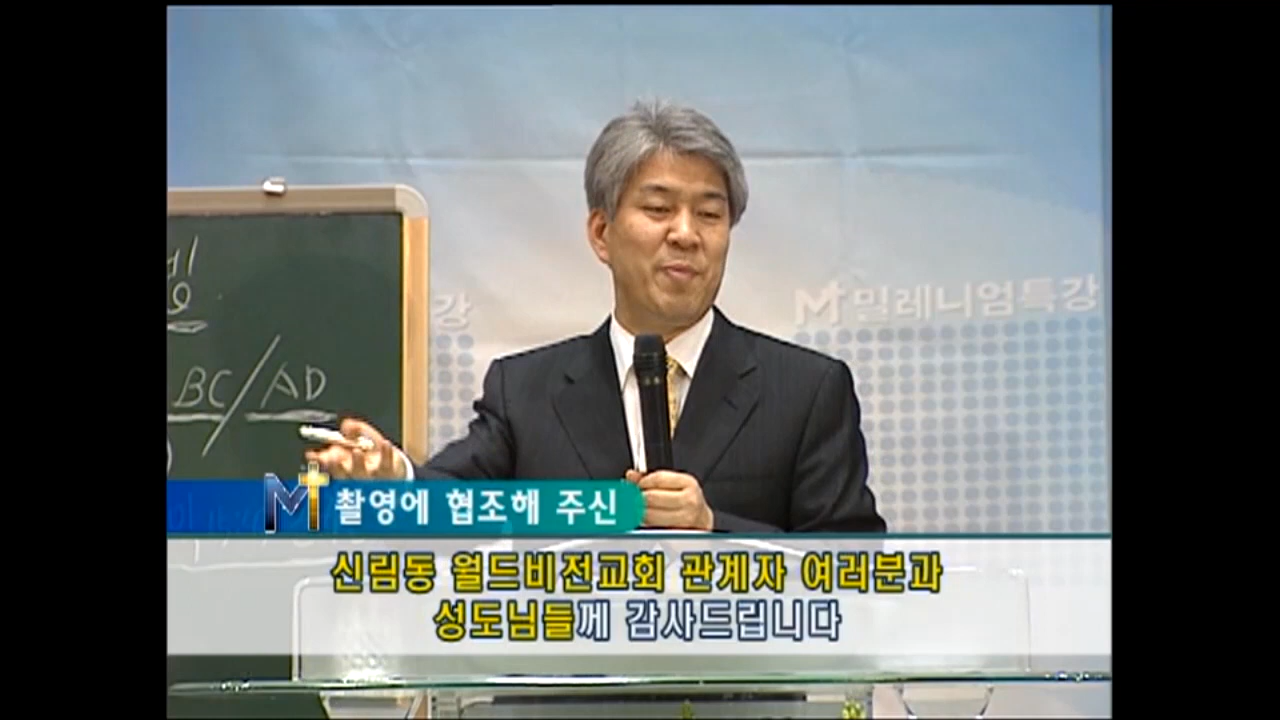 강
M 밀레니엄특강
BC/AD
MT 촬영에 협조해 주신
신림동 월드비전교회 관계자 여러분과
성도님들께 감사드립니다